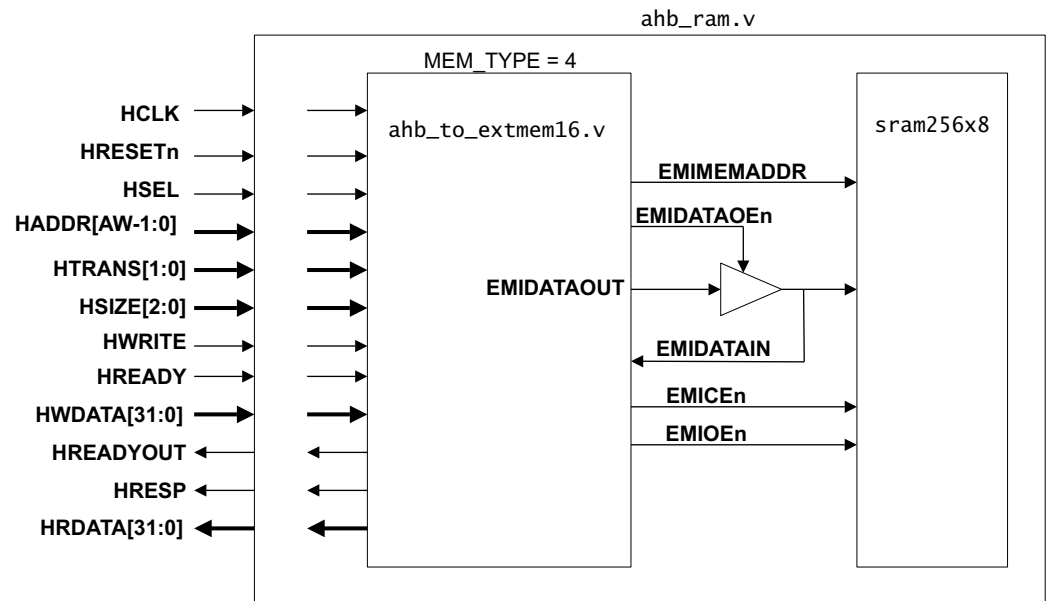 ahb_ram.v
MEM_TYPE = 4
ahb_to_extmem16.v
sram256x8
HCLK
HRESETn
HSEL
HADDR[AW-1:0]
HTRANS[1:0]
HSIZE[2:0]
HWRITE
HREADY
HWDATA[31:0]
HREADYOUT
HRESP
HRDATA[31:0]
EMIMEMADDR
EMIDATAOEn
EMIDATAOUT
EMIDATAIN
EMICEn
EMIOEn